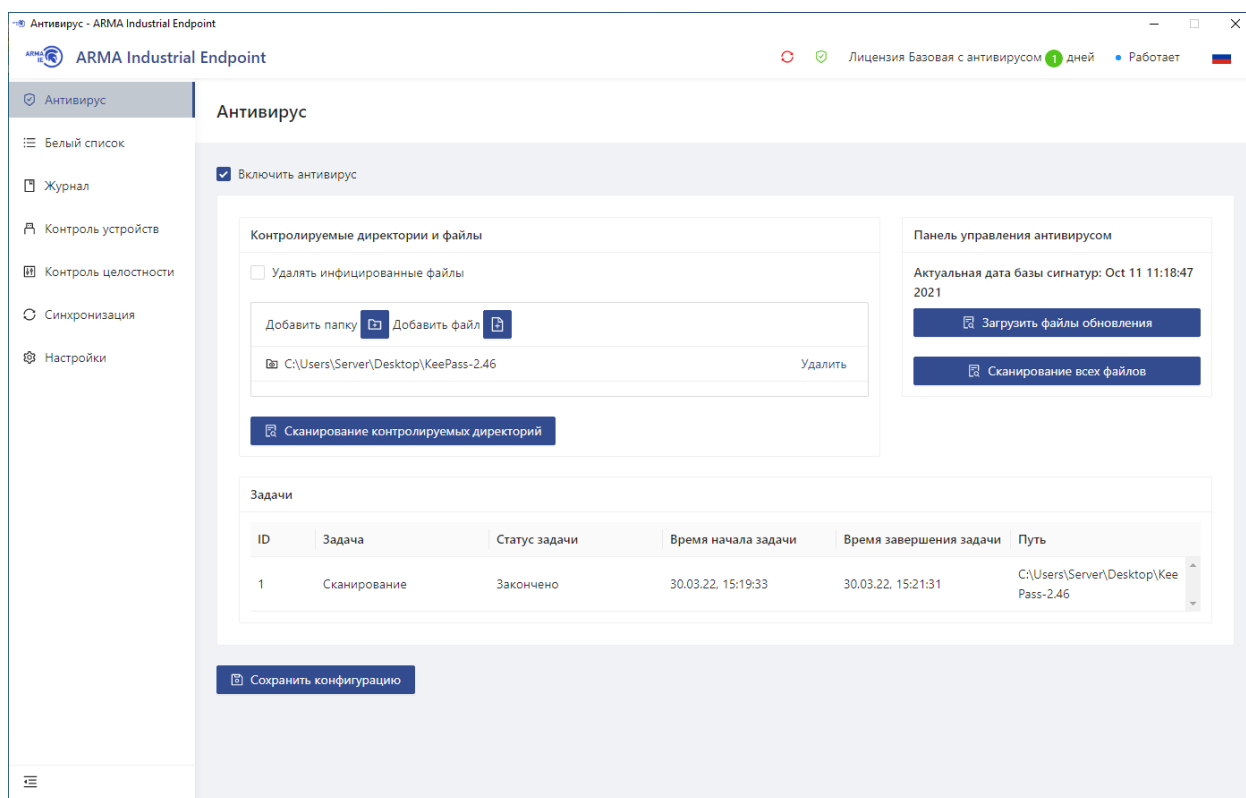 Антивирус - ARMA Industrial Endpoint
ARMA IE
ARMA Industrial Endpoint
Лицензия Базовая с антивирусом 1 дней
Работает
Антивирус
Белый список
Журнал
Контроль устройств
Контроль целостности
Синхронизация
Настройки
Антивирус
Включить антивирус
Контролируемые директории и файлы
Удалять инфицированные файлы
Добавить папку Добавить файл
C:\Users\Server\Desktop\KeePass-2.46 Удалить
Сканирование контролируемых директорий
Панель управления антивирусом
Актуальная дата базы сигнатур: Oct 11 11:18:47
2021
Загрузить файлы обновления
Сканирование всех файлов
Задачи
ID Задача Статус задачи Время начала задачи Время завершения задачи Путь
1 Сканирование Закончено 30.03.22, 15:19:33 30.03.22, 15:21:31 C:\Users\Server\Desktop\Kee
Pass-2.46
Сохранить конфигурацию